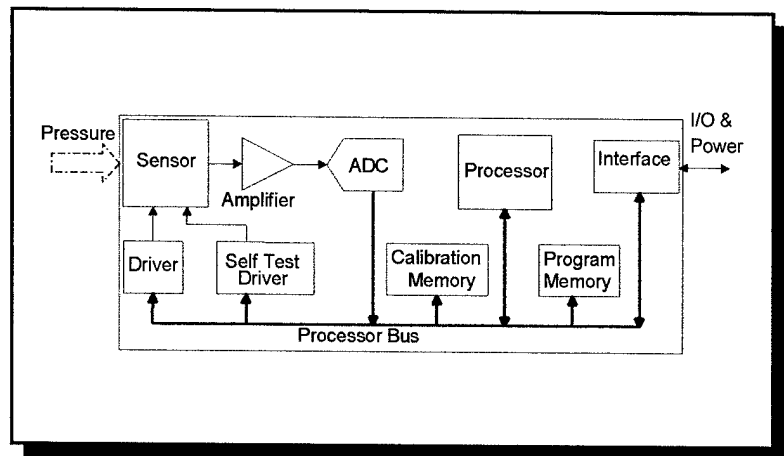 Pressure
I/O &
Power
Sensor
Amplifier
ADC
Processor
Interface
Driver
Self Test
Driver
Calibration
Memory
Program
Memory
Processor Bus